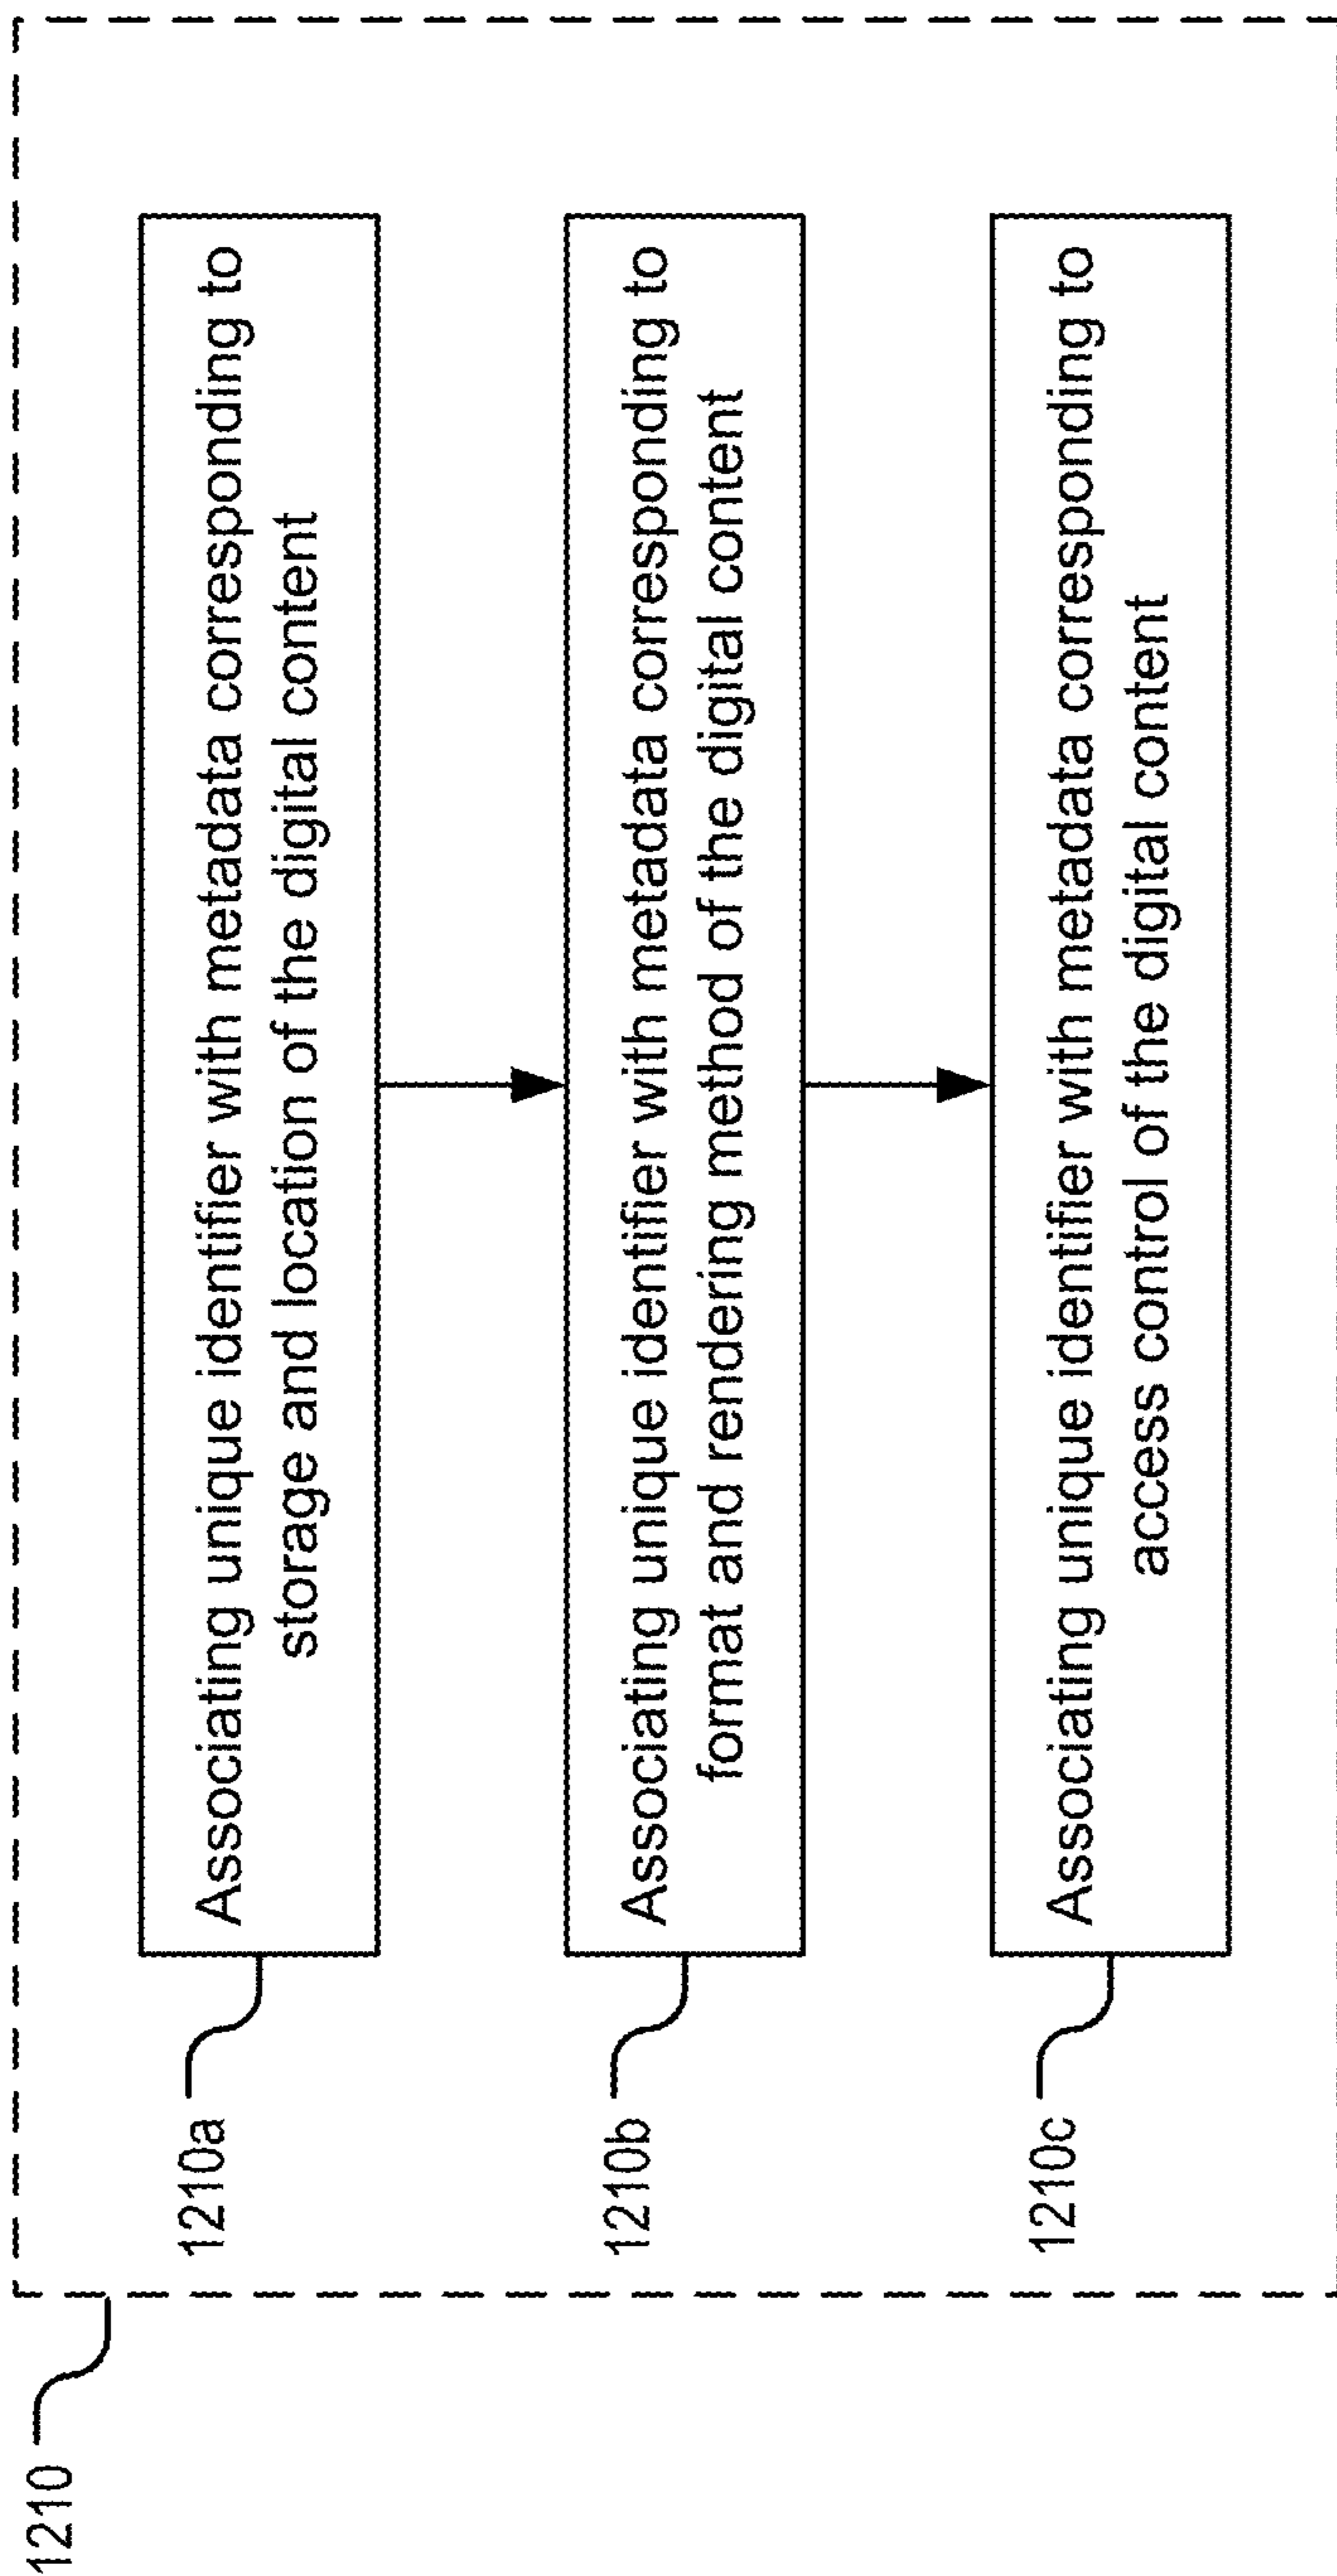 1210
1210a
Associating unique identifier with metadata corresponding to
storage and location of the digital content
1210b
Associating unique identifier with metadata corresponding to
format and rendering method of the digital content
1210c
Associating unique identifier with metadata corresponding to
access control of the digital content